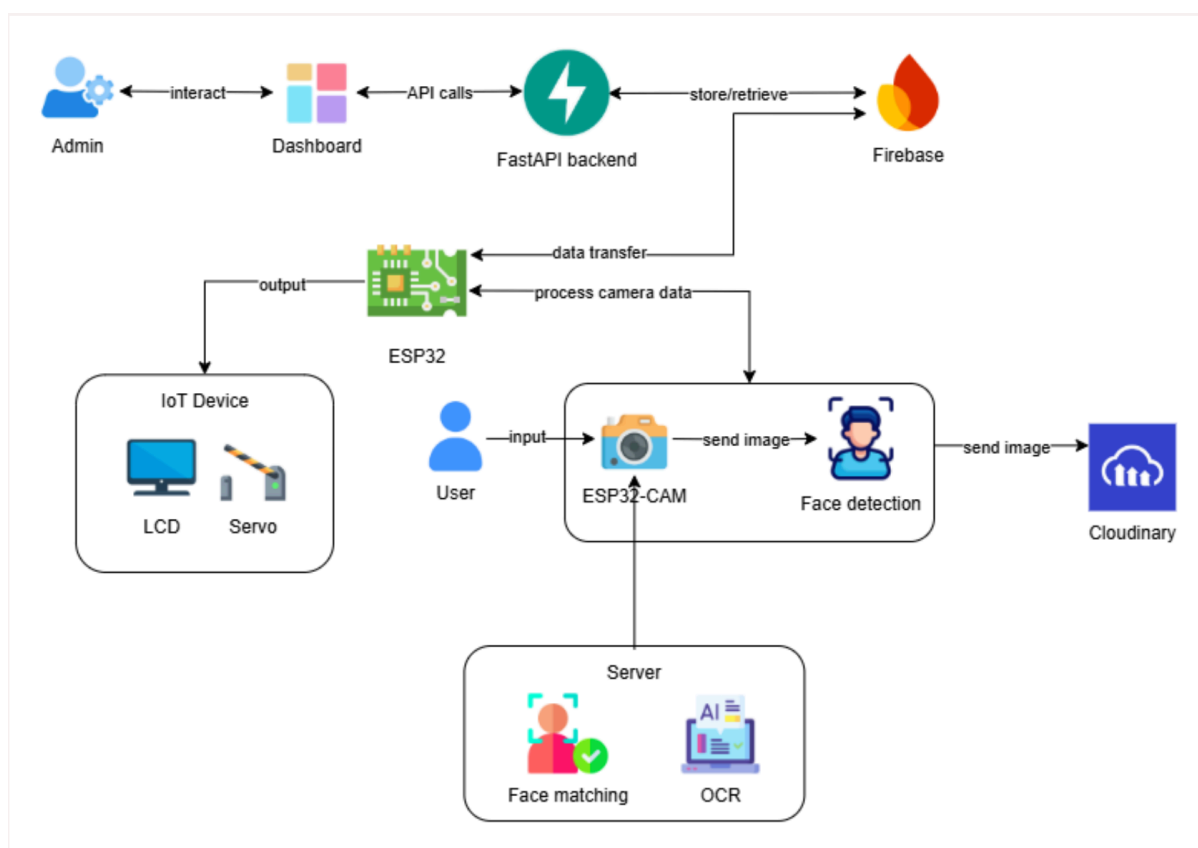 interact
API calls
store/retrieve
Admin
Dashboard
FastAPI backend
Firebase
data transfer
output
process camera data
ESP32
IoT Device
input
send image
send image
User
ESP32-CAM
Face detection
LCD
Servo
Cloudinary
Server
AI
Face matching
OCR